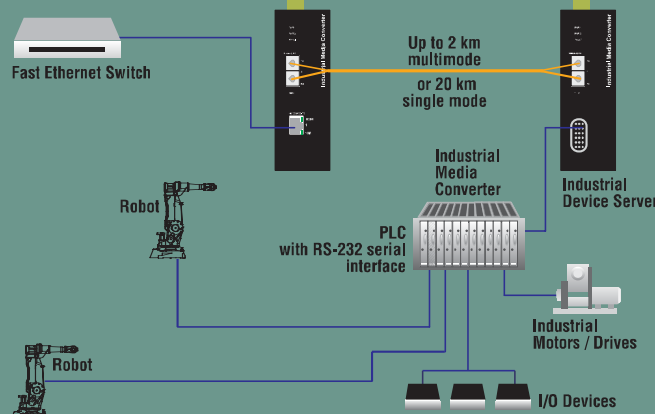 Fast Ethernet Switch
Industrial Media Converter
Up to 2 km
multimode
or 20 km
single mode
Industrial Media Converter
Industrial
Device Server
Industrial
Media
Converter
PLC
with RS-232 serial
interface
Robot
Industrial
Motors / Drives
Robot
I/O Devices